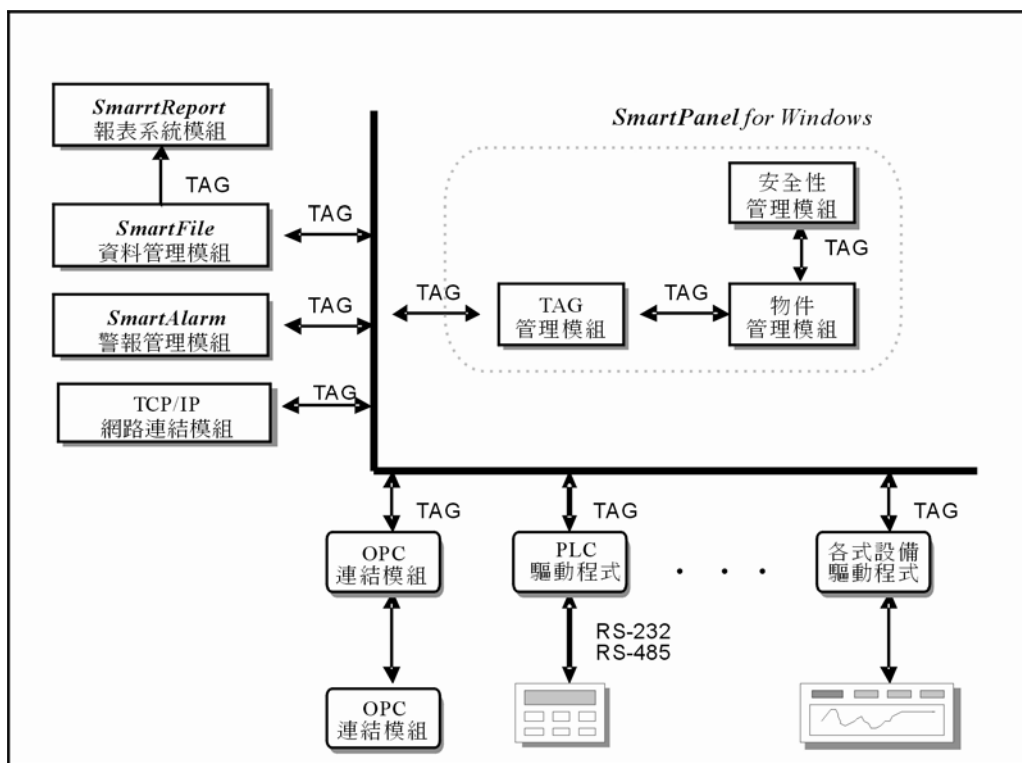 SmarrtReport
報表系統模組
TAG
SmartFile
資料管理模組
TAG
SmartAlarm
警報管理模組
TAG
TCP/IP
網路連結模組
TAG
SmartPanel for Windows
安全性
管理模組
TAG
TAG
TAG
管理模組
TAG
物件
管理模組
TAG
TAG
TAG
OPC
連結模組
PLC
驅動程式
. . .
各式設備
驅動程式
RS-232
RS-485
OPC
連結模組